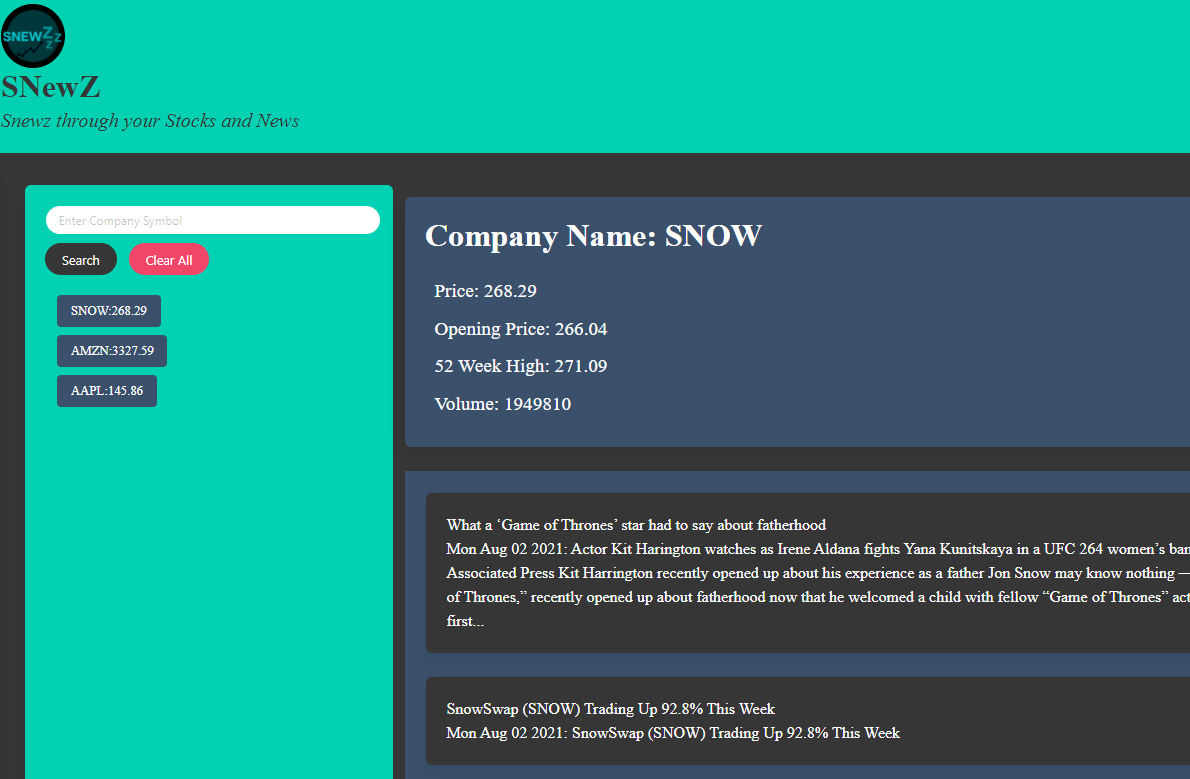 SNEWZzz
SNewZ
Snewz through your Stocks and News
Enter Company Symbol
Search
Clear All
SNOW:268.29
AMZN:3327.59
AAPL:145.86
Company Name: SNOW
Price: 268.29
Opening Price: 266.04
52 Week High: 271.09
Volume: 1949810
What a ‘Game of Thrones’ star had to say about fatherhood
Mon Aug 02 2021: Actor Kit Harington watches as Irene Aldana fights Yana Kunitskaya in a UFC 264 women’s ban
Associated Press Kit Harrington recently opened up about his experience as a father Jon Snow may know nothing —
of Thrones,” recently opened up about fatherhood now that he welcomed a child with fellow “Game of Thrones” act
first...
SnowSwap (SNOW) Trading Up 92.8% This Week
Mon Aug 02 2021: SnowSwap (SNOW) Trading Up 92.8% This Week